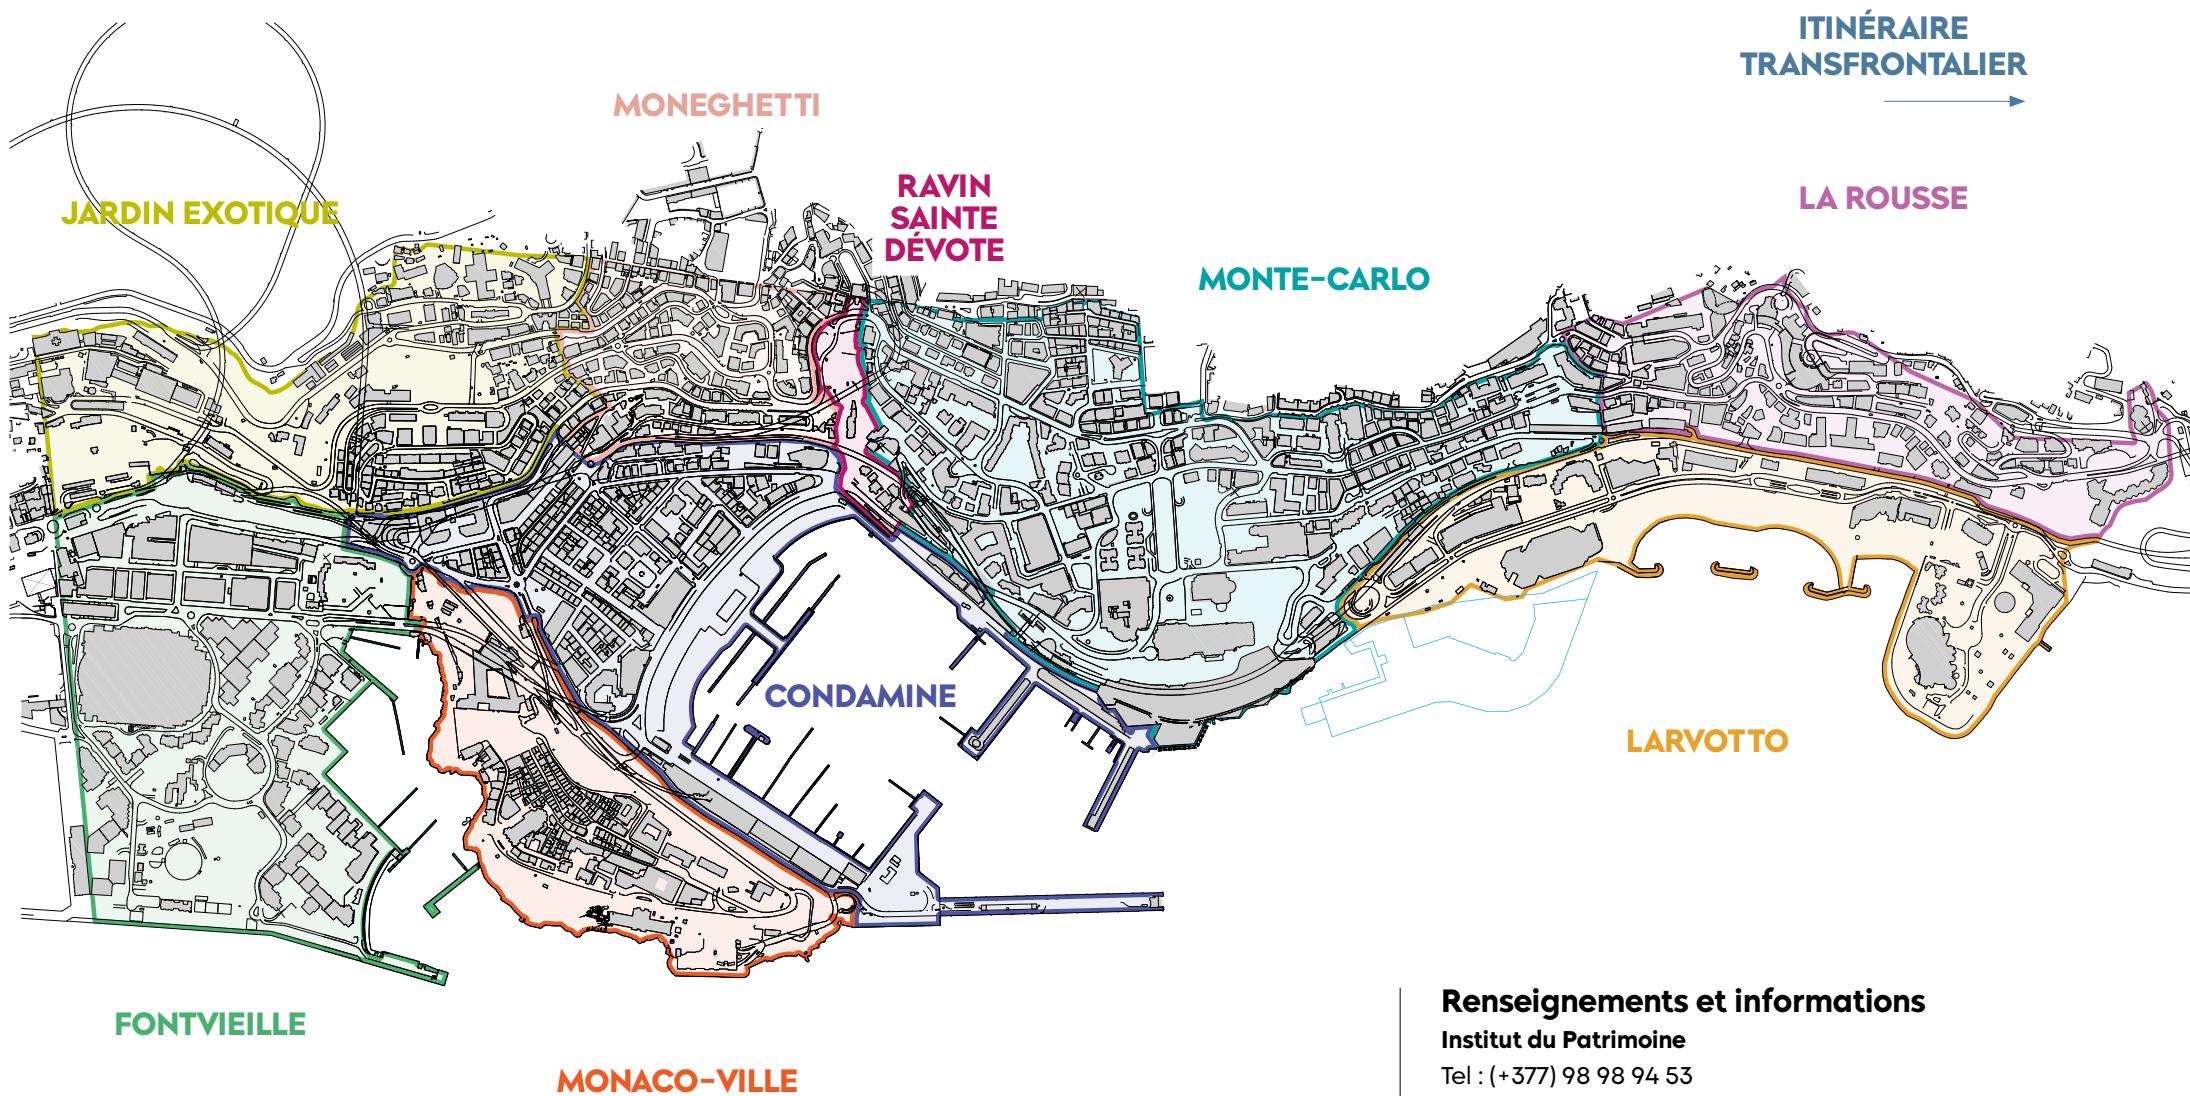 ITINÉRAIRE
TRANSFRONTALIER
MONEGHETTI
RAVIN
SAINTE
DÉVOTE
LA ROUSSE
JARDIN EXOTIQUE
MONTE-CARLO
CONDAMINE
LARVOTTO
FONTVIEILLE
MONACO-VILLE
Renseignements et informations
Institut du Patrimoine
Tel : (+377) 98 98 94 53